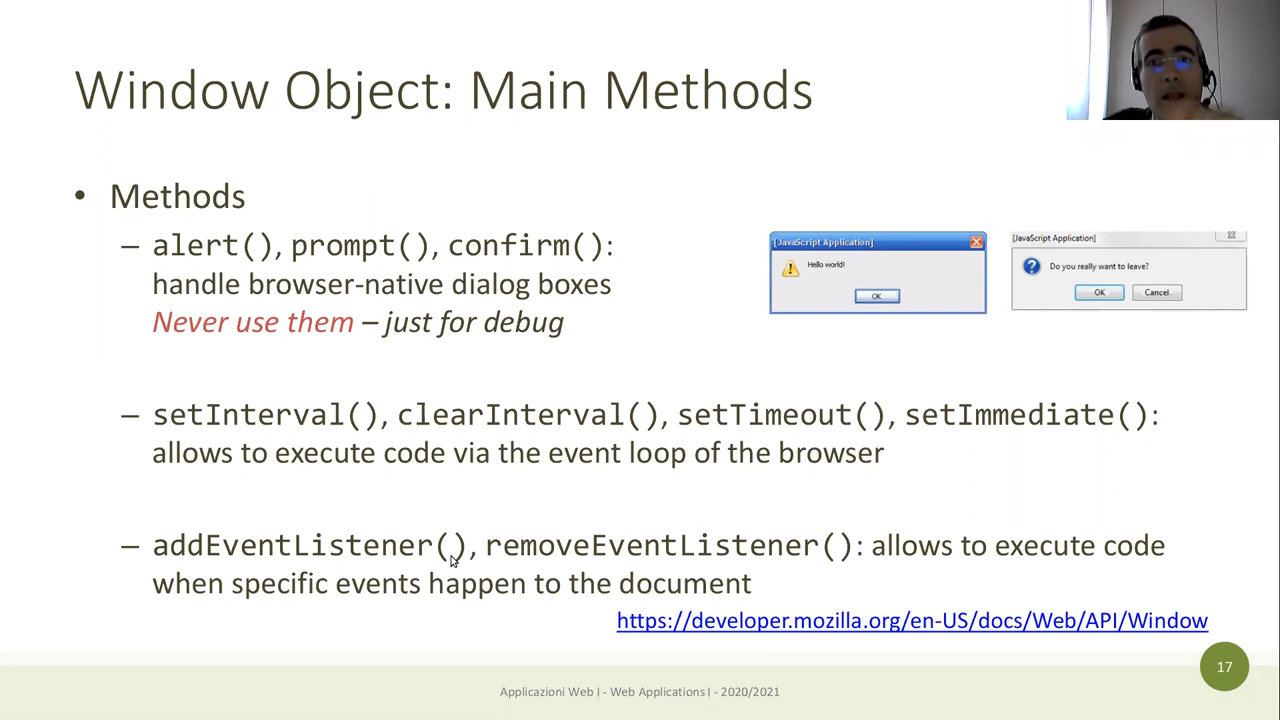 Window Object: Main Methods
• Methods
– alert(), prompt(), confirm():
handle browser-native dialog boxes
Never use them – just for debug
[JavaScript Application]
Hello world!
OK
[JavaScript Application]
Do you really want to leave?
OK
Cancel
– setInterval(), clearInterval(), setTimeout(), setImmediate():
allows to execute code via the event loop of the browser
– addEventListener(), removeEventListener(): allows to execute code
when specific events happen to the document
https://developer.mozilla.org/en-US/docs/Web/API/Window
17
Applicazioni Web I - Web Applications I - 2020/2021